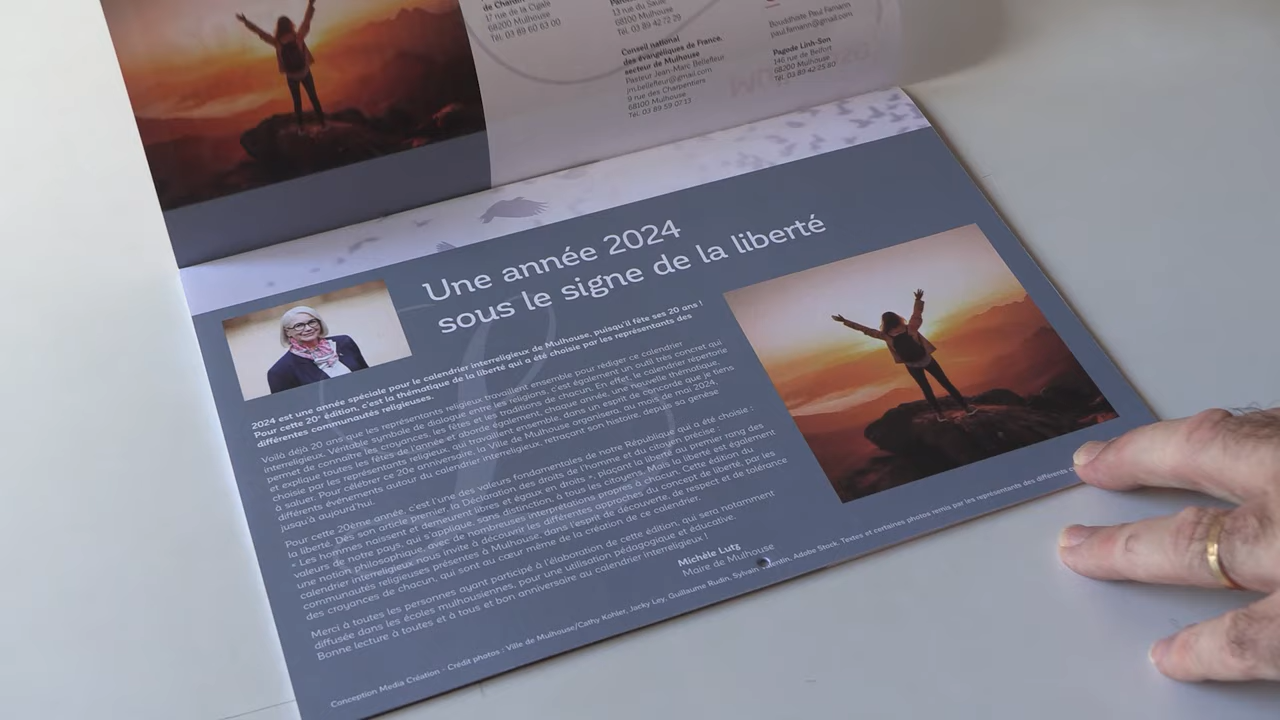 de Chardin
17 rue de la Cigale
68200 Mulhouse
Tél. 03 89 60 63 00
13 rue du Saule
68100 Mulhouse
Tél. 03 89 42 72 29
Conseil national
des évangéliques de France,
secteur de Mulhouse
Pasteur Jean-Marc Bellefleur
jm.bellefleur@gmail.com
9 rue des Charpentiers
68100 Mulhouse
Tél. 03 89 59 07 13
Bouddhiste Paul Famann
paul.famann@gmail.com
Pagode Linh-Son
146 rue de Belfort
68200 Mulhouse
Tél. 03 89 42 25 80
Une année 2024
sous le signe de la liberté
2024 est une année spéciale pour le calendrier interreligieux de Mulhouse, puisqu'il fête ses 20 ans !
Pour cette 20e édition, c'est la thématique de la liberté qui a été choisie par les représentants des
différentes communautés religieuses.
Voilà déjà 20 ans que les représentants religieux travaillent ensemble pour rédiger ce calendrier
interreligieux. Véritable symbole de dialogue entre les religions, c'est également un outil très concret qui
permet de connaître les croyances, les fêtes et les traditions de chacun. En effet, le calendrier répertorie
et explique toutes les fêtes de l'année et aborde également, chaque année, une nouvelle thématique,
choisie par les représentants religieux, qui travaillent ensemble, dans un esprit de concorde que je tiens
à saluer. Pour célébrer ce 20e anniversaire, la Ville de Mulhouse organisera, au mois de mars 2024,
différents événements autour du calendrier interreligieux, retraçant son histoire, depuis sa genèse
jusqu'à aujourd'hui.
Pour cette 20ème année, c'est l'une des valeurs fondamentales de notre République qui a été choisie :
la liberté. Dès son article premier, la Déclaration des droits de l'homme et du citoyen précise :
« Les hommes naissent et demeurent libres et égaux en droits », plaçant la liberté au premier rang des
valeurs de notre pays, qui s'applique, sans distinction, à tous les citoyens. Mais la liberté est également
une notion philosophique, avec de nombreuses interprétations propres à chacun. Cette édition du
calendrier interreligieux nous invite à découvrir les différentes approches du concept de liberté, par les
communautés religieuses présentes à Mulhouse, dans l'esprit de découverte, de respect et de tolérance
des croyances de chacun, qui sont au cœur même de la création de ce calendrier.
Merci à toutes les personnes ayant participé à l'élaboration de cette édition, qui sera notamment
diffusée dans les écoles mulhousiennes, pour une utilisation pédagogique et éducative.
Bonne lecture à toutes et à tous et bon anniversaire au calendrier interreligieux !
Michèle Lutz
Maire de Mulhouse
Conception Media Création - Crédit photos : Ville de Mulhouse/Cathy Kohler, Jacky Ley, Guillaume Rudin, Sylvain Valentin, Adobe Stock. Textes et certaines photos remis par les représentants des différents